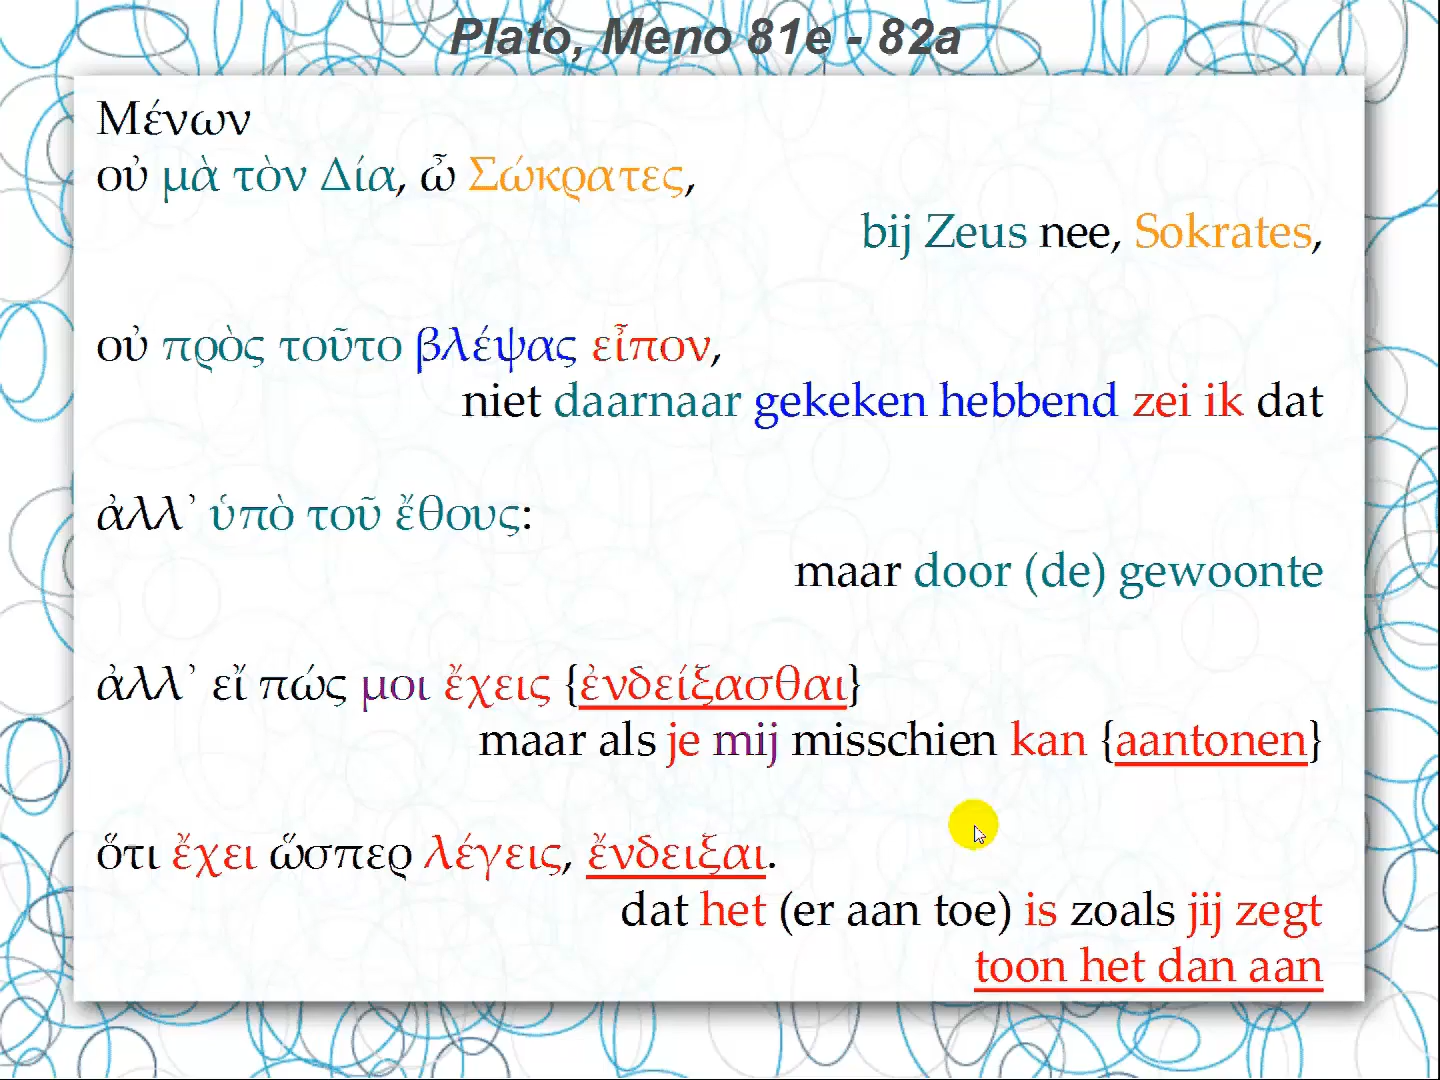 Plato, Meno 81e - 82a
Μένων
οὐ μὰ τὸν Δία, ὦ Σώκρατες,
bij Zeus nee, Sokrates,
οὐ πρὸς τοῦτο βλέψας εἶπον,
niet daarnaar gekeken hebbend zei ik dat
ἀλλ᾽ ὑπὸ τοῦ ἔθους:
maar door (de) gewoonte
ἀλλ᾽ εἴ πώς μοι ἔχεις {ἐνδείξασθαι}
maar als je mij misschien kan {aantonen}
ὅτι ἔχει ὥσπερ λέγεις, ἔνδειξαι.
dat het (er aan toe) is zoals jij zegt
toon het dan aan